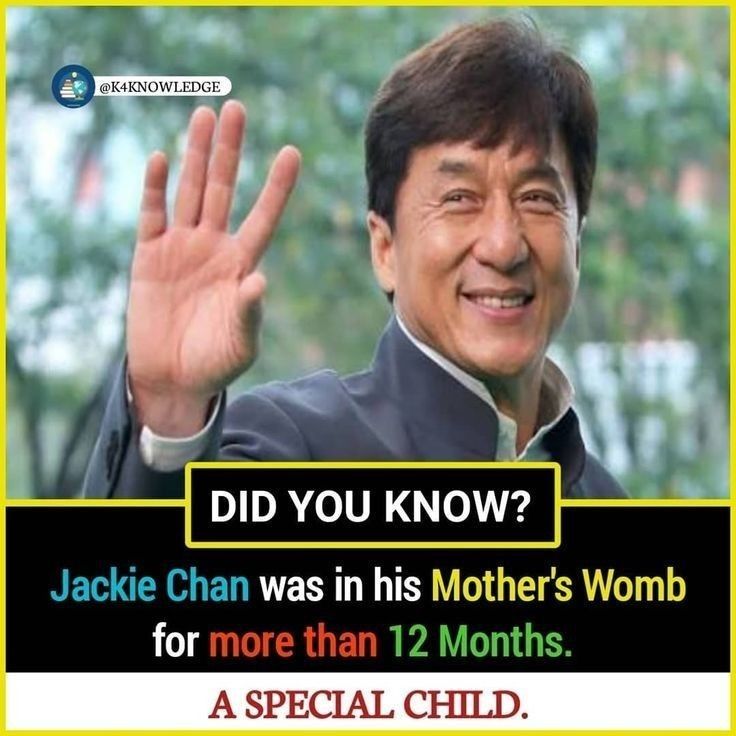 @K4KNOWLEDGE
DID YOU KNOW?
Jackie Chan was in his Mother's Womb
for more than 12 Months.
A SPECIAL CHILD.